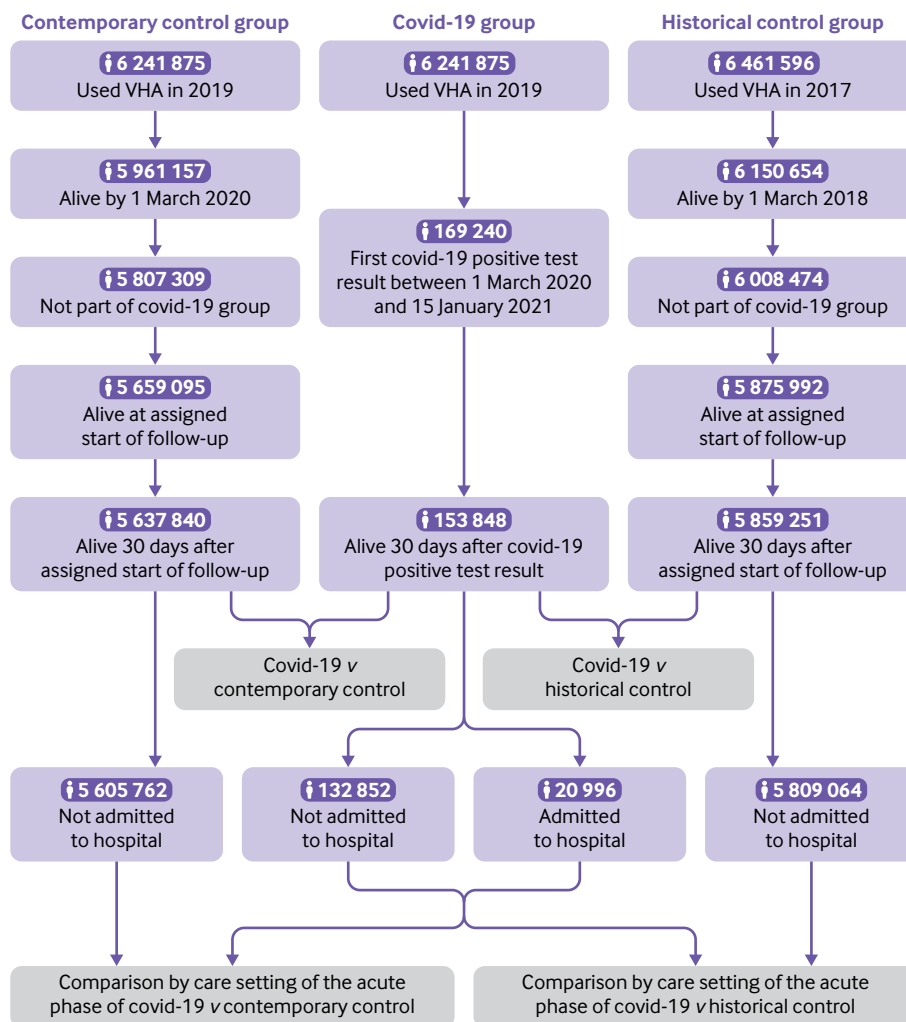 Contemporary control group
6 241 875
Used VHA in 2019
5 961 157
Alive by 1 March 2020
5 807 309
Not part of covid-19 group
5 659 095
Alive at assigned
start of follow-up
5 637 840
Alive 30 days after
assigned start of follow-up
Covid-19 group
6 241 875
Used VHA in 2019
169 240
First covid-19 positive test
result between 1 March 2020
and 15 January 2021
153 848
Alive 30 days after covid-19
positive test result
Historical control group
6 461 596
Used VHA in 2017
6 150 654
Alive by 1 March 2018
6 008 474
Not part of covid-19 group
5 875 992
Alive at assigned
start of follow-up
5 859 251
Alive 30 days after
assigned start of follow-up
Covid-19 v
contemporary control
Covid-19 v
historical control
5 605 762
Not admitted
to hospital
132 852
Not admitted
to hospital
20 996
Admitted
to hospital
5 809 064
Not admitted
to hospital
Comparison by care setting of the acute
phase of covid-19 v contemporary control
Comparison by care setting of the acute
phase of covid-19 v historical control